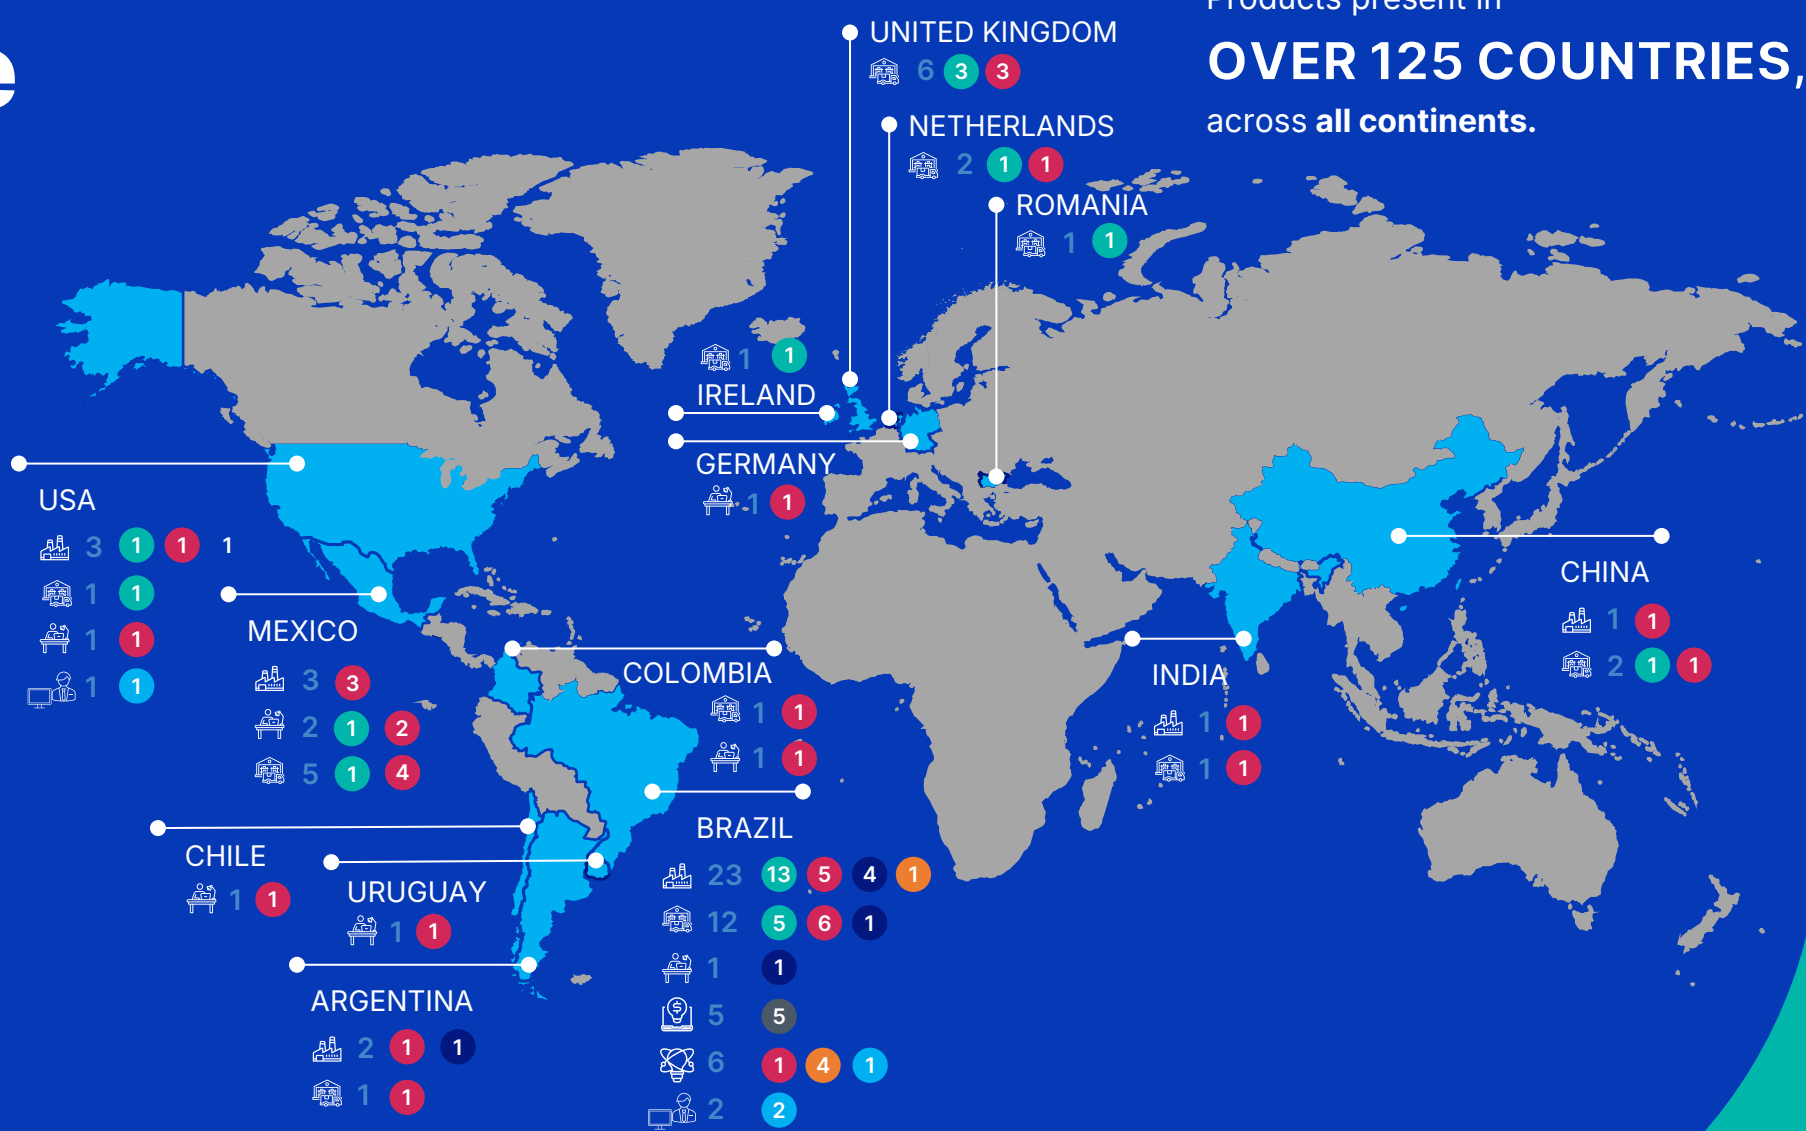 e
Products present in
OVER 125 COUNTRIES,
across all continents.
UNITED KINGDOM
6 3 3
NETHERLANDS
2 1 1
ROMANIA
1 1
1 1
IRELAND
GERMANY
1 1
USA
3 1 1 1
1 1
1 1
1 1
MEXICO
3 3
2 1 2
5 1 4
COLOMBIA
1 1
1 1
INDIA
1 1
1 1
CHINA
1 1
2 1 1
CHILE
1 1
URUGUAY
1 1
ARGENTINA
2 1 1
1 1
BRAZIL
23 13 5 4 1
12 5 6 1
1 1
5 5
6 1 4 1
2 2